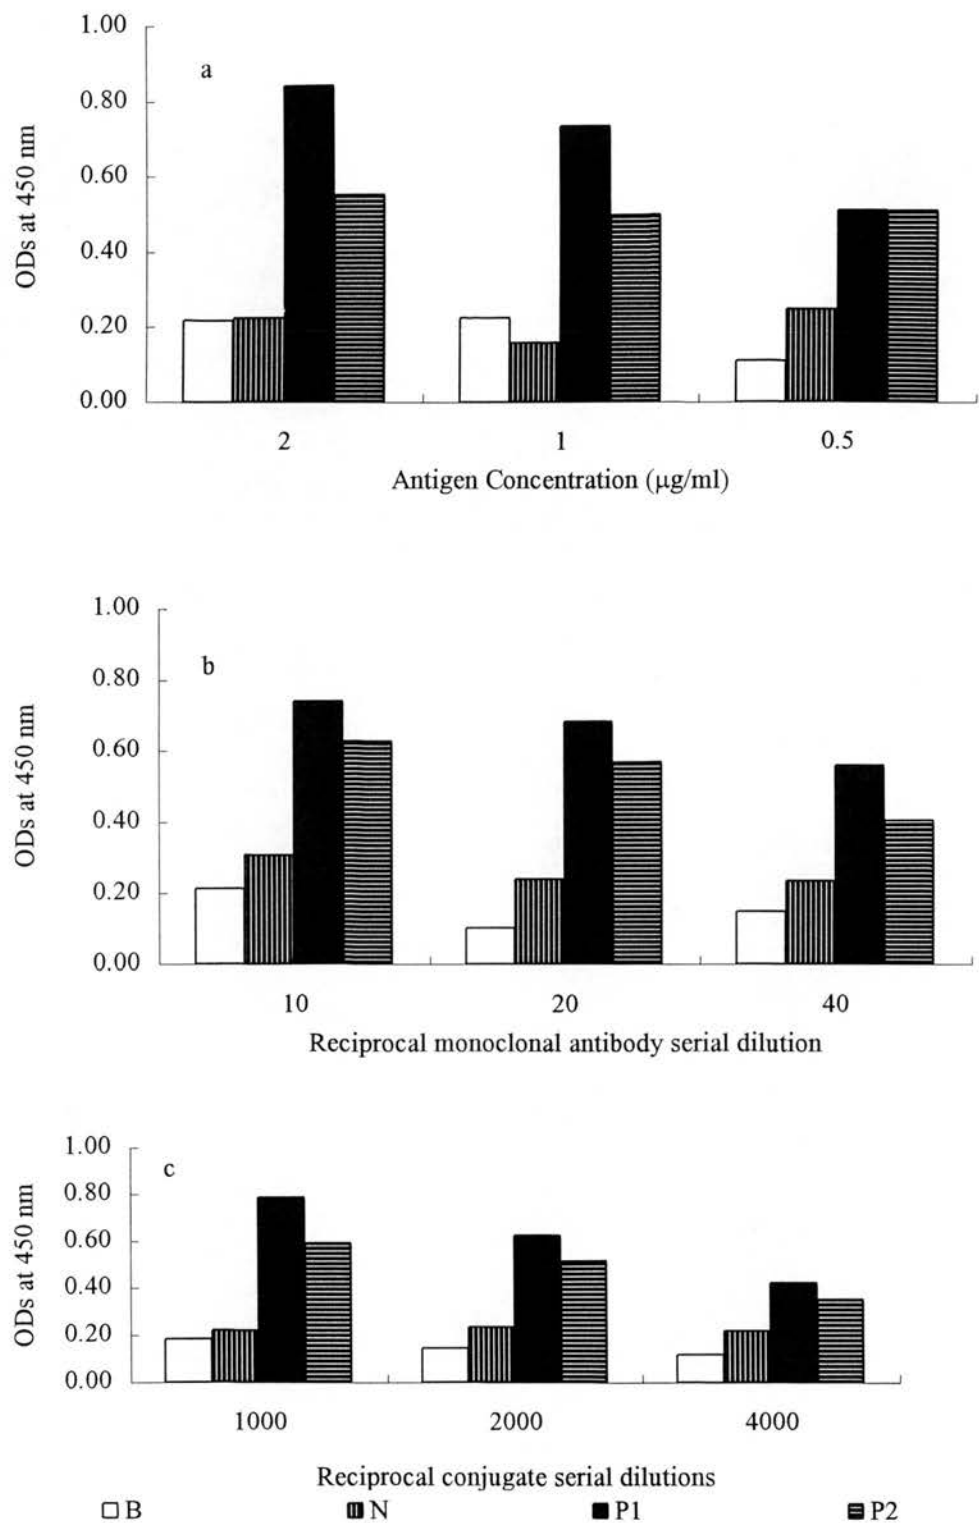 1.00
a
0.80
0.60
0.40
0.20
0.00
ODs at 450 nm
2 1 0.5
Antigen Concentration (µg/ml)
1.00
b
0.80
0.60
0.40
0.20
0.00
ODs at 450 nm
10 20 40
Reciprocal monoclonal antibody serial dilution
1.00
c
0.80
0.60
0.40
0.20
0.00
ODs at 450 nm
1000 2000 4000
Reciprocal conjugate serial dilutions
B N P1 P2